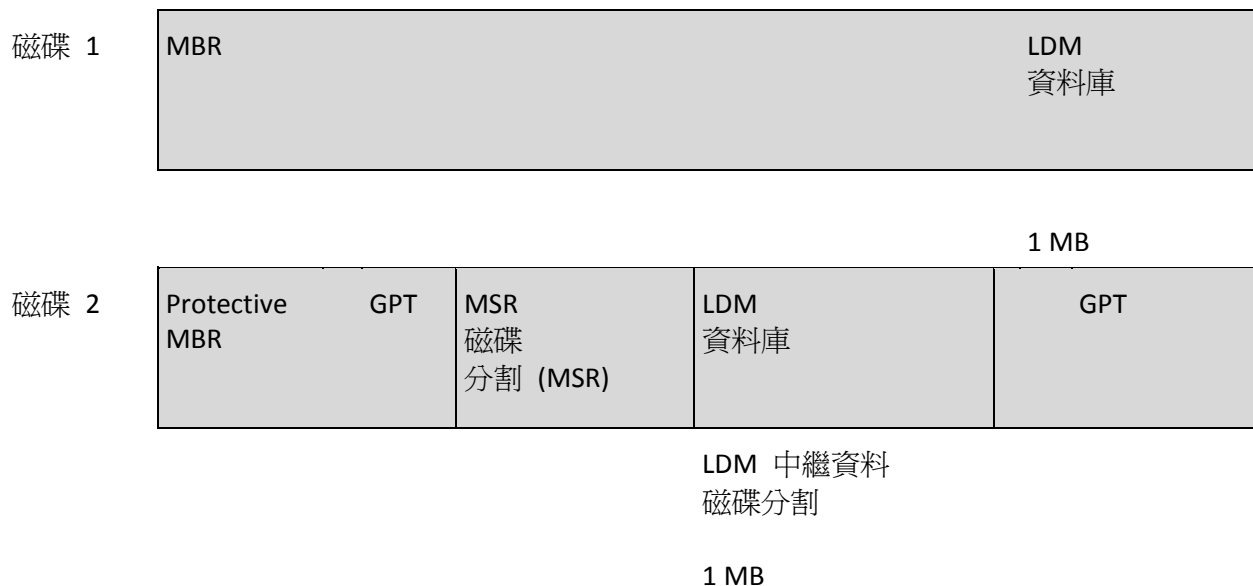 磁碟 1
MBR
LDM
資料庫
1 MB
磁碟 2
Protective
MBR
GPT
MSR
磁碟
分割 (MSR)
LDM
資料庫
GPT
LDM 中繼資料
磁碟分割
1 MB